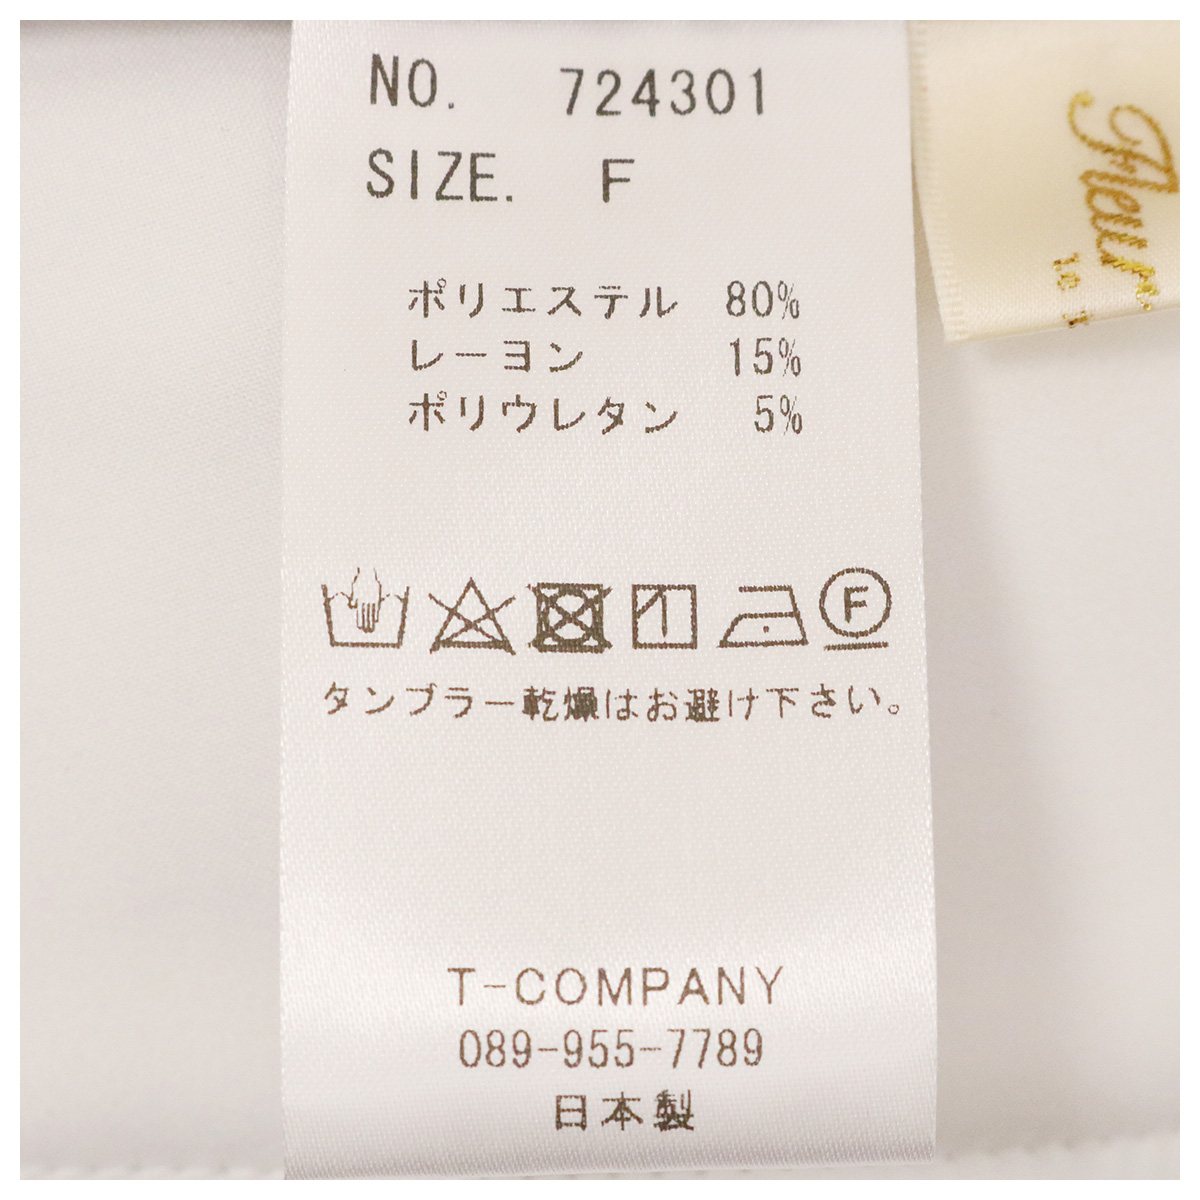 NO. 724301
SIZE. F
ポリエステル 80%
レーヨン 15%
ポリウレタン 5%
F
タンブラー乾燥はお避け下さい。
T-COMPANY
089-955-7789
日本製
Fleur